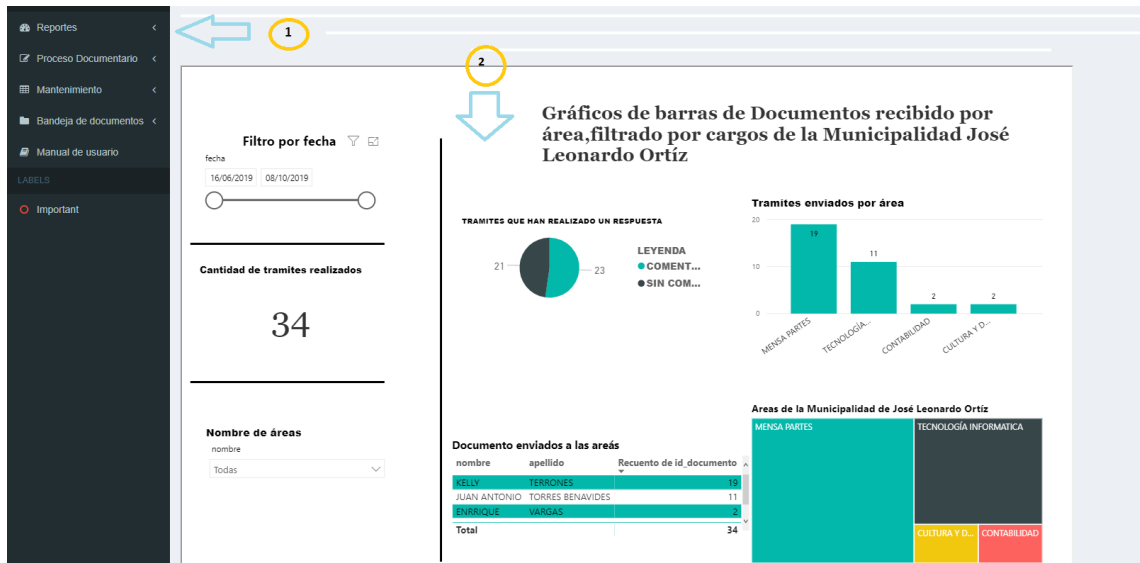 Reportes
Proceso Documentario
Mantenimiento
Bandeja de documentos
Manual de usuario
LABELS
Important
1
2
Gráficos de barras de Documentos recibido por
área,filtrado por cargos de la Municipalidad José
Leonardo Ortíz
Filtro por fecha
fecha
16/06/2019 08/10/2019
Cantidad de tramites realizados
34
Nombre de áreas
nombre
Todas
TRAMITES QUE HAN REALIZADO UN RESPUESTA
21
23
LEYENDA
COMENT...
SIN COM...
Tramites enviados por área
20
10
0
19
11
2
2
MENSA PARTES
TECNOLOGÍA...
CONTABILIDAD
CULTURA Y D...
Documento enviados a las areás
nombre apellido Recuento de id_documento
KELLY TERRONES 19
JUAN ANTONIO TORRES BENAVIDES 11
ENRRIQUE VARGAS 2
Total 34
Areas de la Municipalidad de José Leonardo Ortíz
MENSA PARTES
TECNOLOGÍA INFORMATICA
CULTURA Y D...
CONTABILIDAD